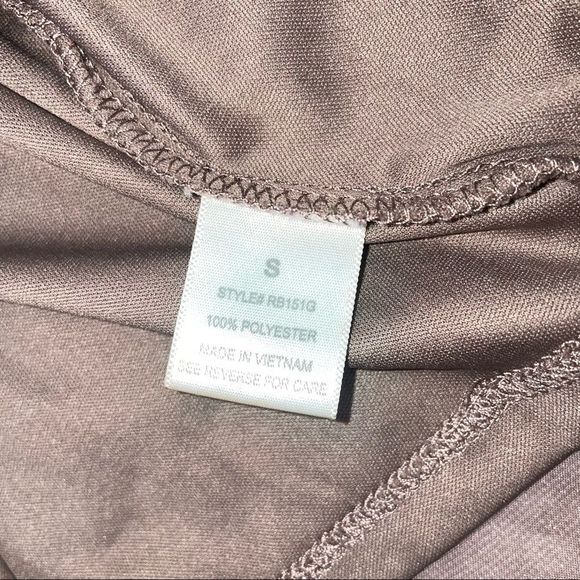 S
STYLE# RB151G
100% POLYESTER
MADE IN VIETNAM
SEE REVERSE FOR CARE